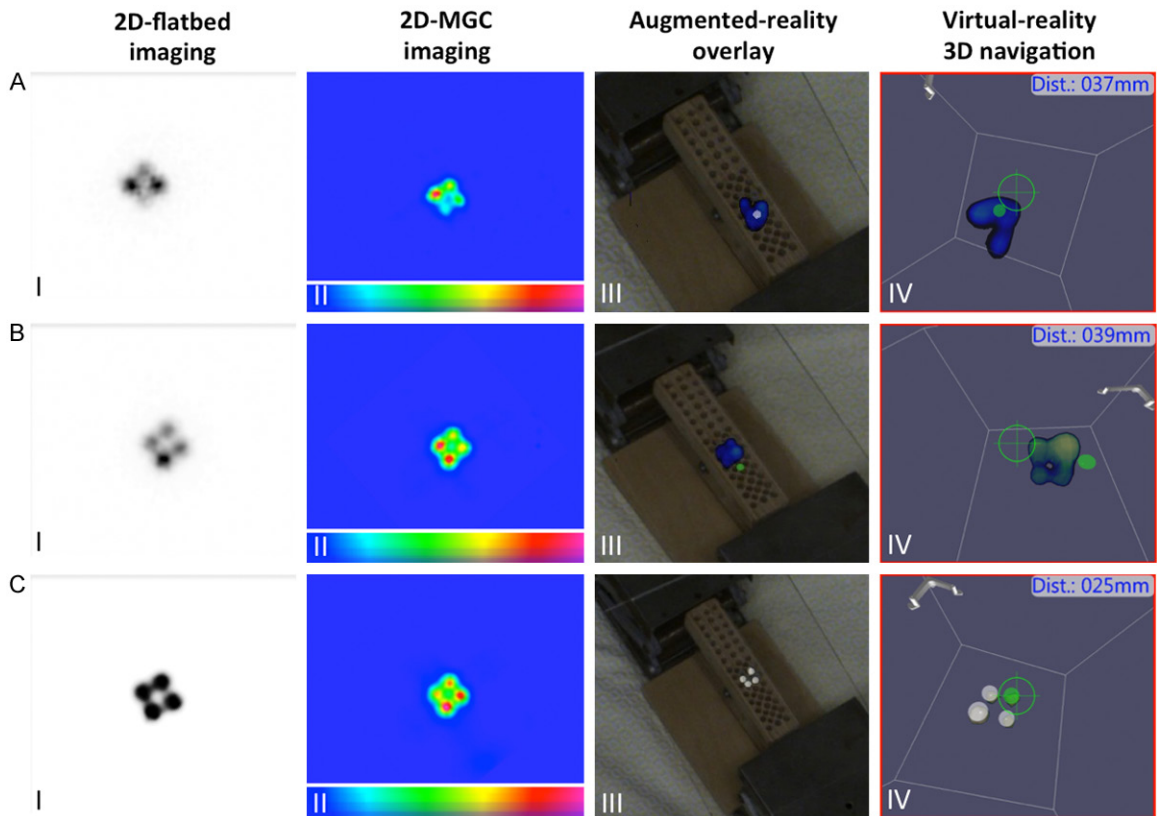 2D-flatbed
imaging
2D-MGC
imaging
Augmented-reality
overlay
Virtual-reality
3D navigation
A
I
II
III
Dist.: 037mm
IV
B
I
II
III
Dist.: 039mm
IV
C
I
II
III
Dist.: 025mm
IV